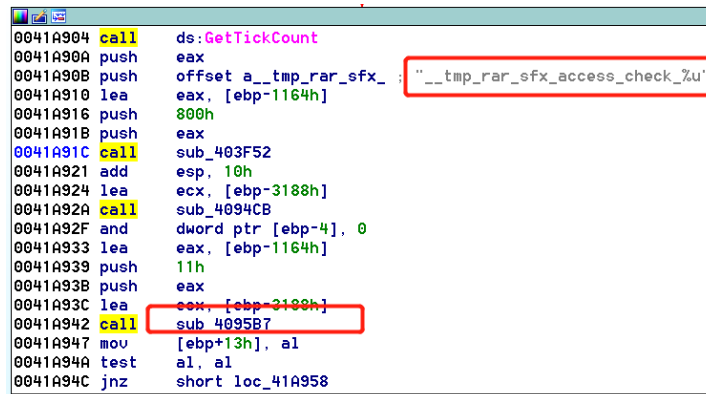 0041A904 call ds:GetTickCount
0041A90A push eax
0041A90B push offset a__tmp_rar_sfx_ ; "__tmp_rar_sfx_access_check_%u"
0041A910 lea eax, [ebp-1164h]
0041A916 push 800h
0041A91B push eax
0041A91C call sub_403F52
0041A921 add esp, 10h
0041A924 lea ecx, [ebp-3188h]
0041A92A call sub_4094CB
0041A92F and dword ptr [ebp-4], 0
0041A933 lea eax, [ebp-1164h]
0041A939 push 11h
0041A93B push eax
0041A93C lea ecx, [ebp-3188h]
0041A942 call sub_4095B7
0041A947 mov [ebp+13h], al
0041A94A test al, al
0041A94C jnz short loc_41A958